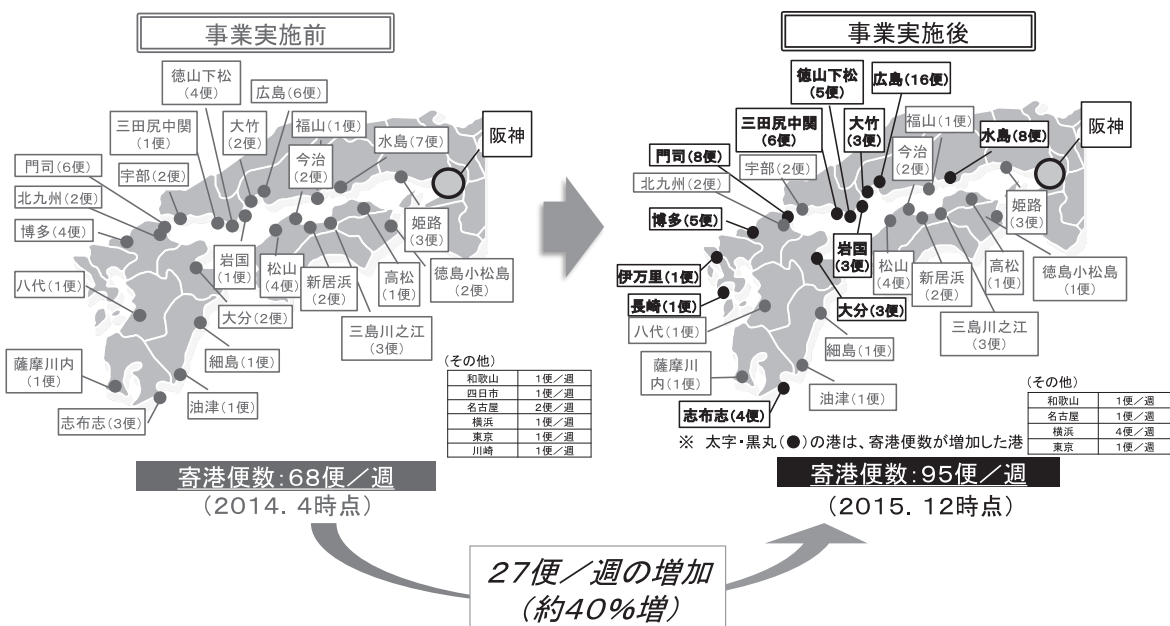 事業実施前
徳山下松
(4便)
広島(6便)
三田尻中関
(1便)
大竹
(2便)
福山(1便)
今治
(2便)
水島(7便)
阪神
門司(6便)
宇部(2便)
北九州(2便)
博多(4便)
姫路
(3便)
八代(1便)
岩国
(1便)
松山
(4便)
新居浜
(2便)
高松
(1便)
徳島小松島
(2便)
大分(2便)
三島川之江
(3便)
細島(1便)
薩摩川内
(1便)
油津(1便)
志布志(3便)
(その他)
和歌山 1便/週
四日市 1便/週
名古屋 2便/週
横浜 1便/週
東京 1便/週
川崎 1便/週
寄港便数:68便/週
(2014. 4時点)
事業実施後
徳山下松
(5便)
広島(16便)
三田尻中関
(6便)
大竹
(3便)
福山(1便)
今治
(2便)
水島(8便)
阪神
門司(8便)
宇部(2便)
北九州(2便)
博多(5便)
姫路
(3便)
伊万里(1便)
岩国
(3便)
松山
(4便)
新居浜
(2便)
高松
(1便)
徳島小松島
(1便)
長崎(1便)
大分(3便)
八代(1便)
三島川之江
(3便)
細島(1便)
薩摩川
内(1便)
油津(1便)
志布志(4便)
(その他)
和歌山 1便/週
名古屋 1便/週
横浜 4便/週
東京 1便/週
※ 太字・黒丸(●)の港は、寄港便数が増加した港
寄港便数:95便/週
(2015. 12時点)
27便/週の増加
(約40%増)